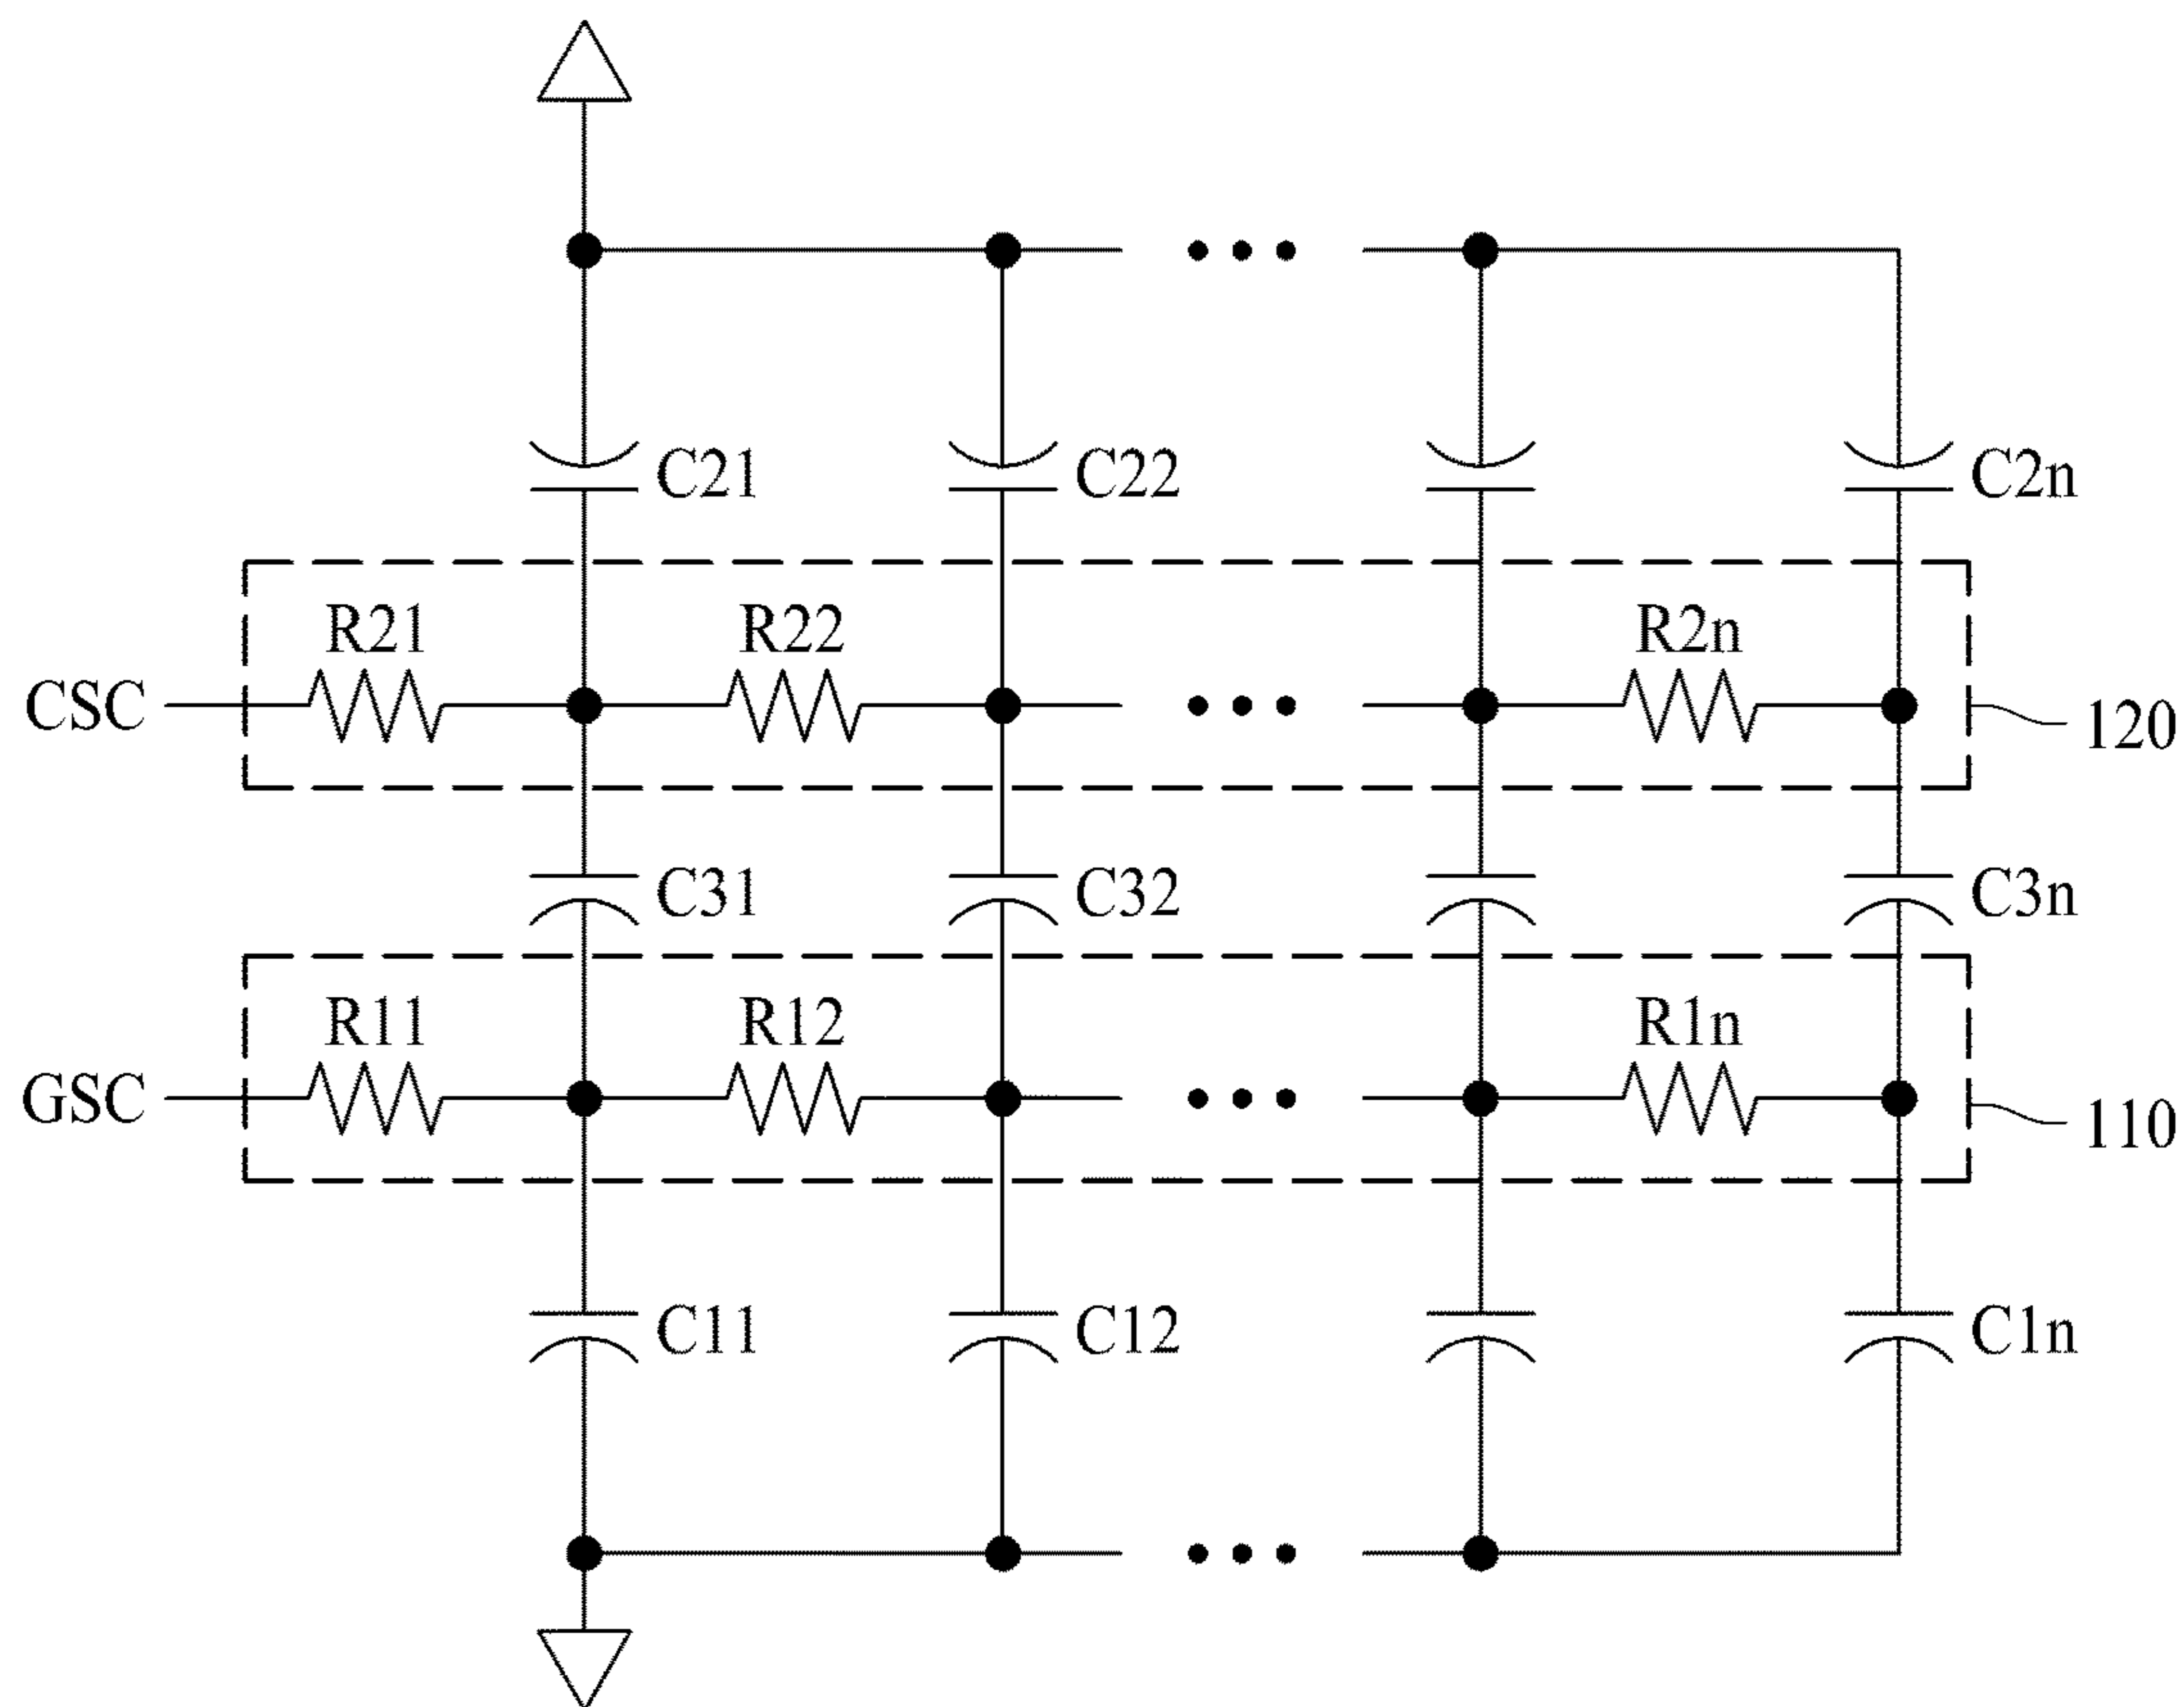 C21 C22 C2n
R21 R22 R2n
CSC
120
C31 C32 C3n
R11 R12 R1n
GSC
110
C11 C12 C1n